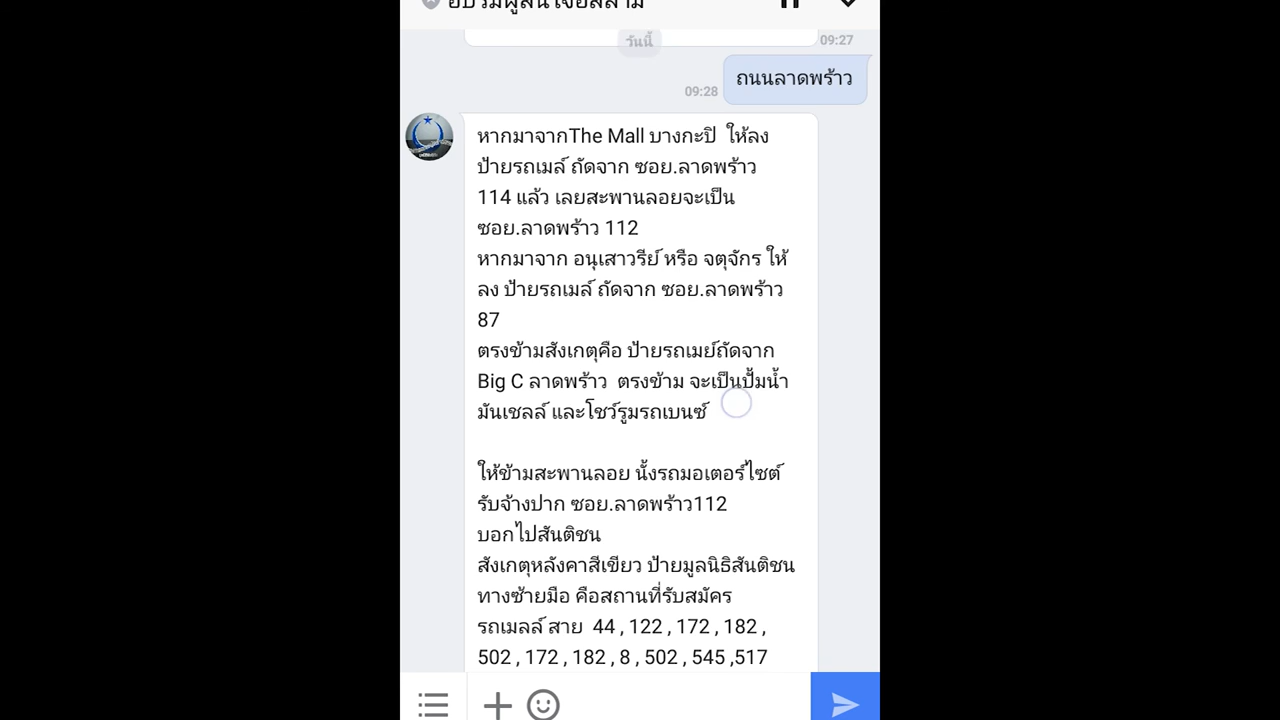 อบรมผู้สนใจอิสลาม
วันนี้
09:27
ถนนลาดพร้าว
09:28
หากมาจากThe Mall บางกะปิ ให้ลง
ป้ายรถเมล์ ถัดจาก ซอย.ลาดพร้าว
114 แล้ว เลยสะพานลอยจะเป็น
ซอย.ลาดพร้าว 112
หากมาจาก อนุเสาวรีย์ หรือ จตุจักร ให้
ลง ป้ายรถเมล์ ถัดจาก ซอย.ลาดพร้าว
87
ตรงข้ามสังเกตุคือ ป้ายรถเมย์ถัดจาก
Big C ลาดพร้าว ตรงข้าม จะเป็นปั้มน้ำ
มันเชลล์ และโชว์รูมรถเบนซ์
ให้ข้ามสะพานลอย นั้งรถมอเตอร์ไซต์
รับจ้างปาก ซอย.ลาดพร้าว112
บอกไปสันติชน
สังเกตุหลังคาสีเขียว ป้ายมูลนิธิสันติชน
ทางซ้ายมือ คือสถานที่รับสมัคร
รถเมลล์ สาย 44 , 122 , 172 , 182 ,
502 , 172 , 182 , 8 , 502 , 545 ,517